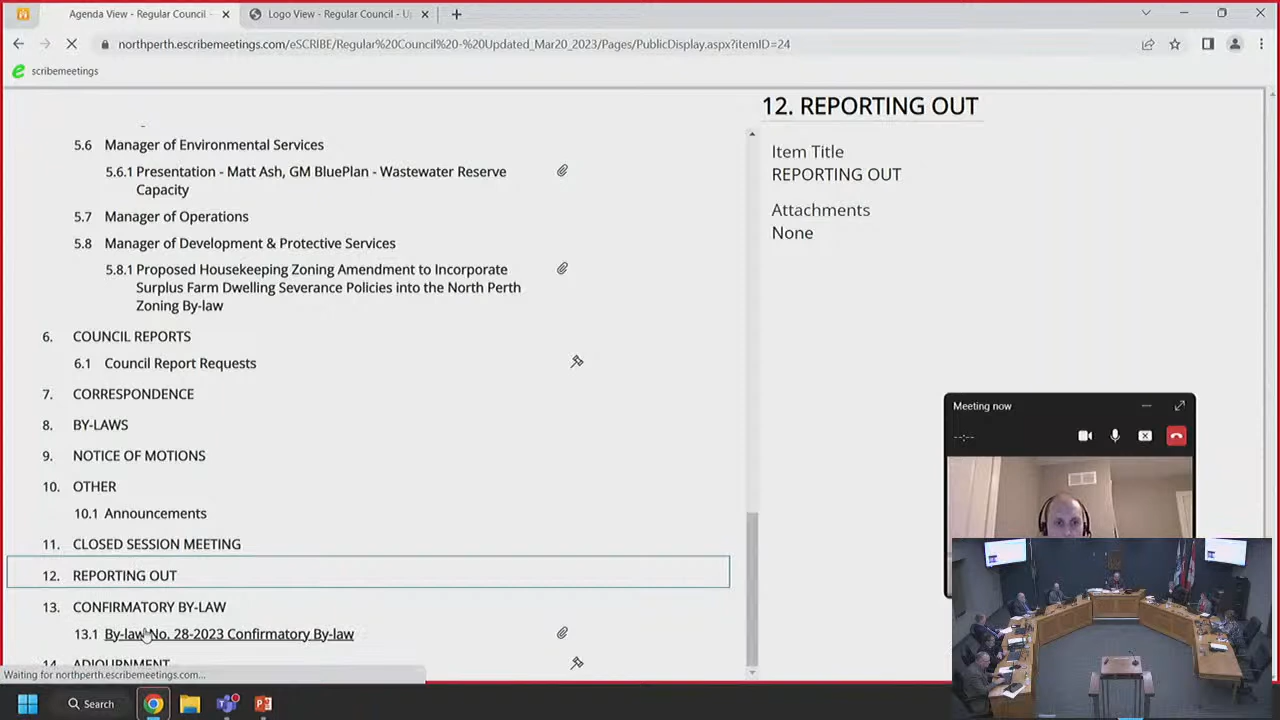 Agenda View - Regular Council -
Logo View - Regular Council - U
northperth.escribemeetings.com/eSCRIBE/Regular%20Council%20-%20Updated_Mar20_2023/Pages/PublicDisplay.aspx?itemID=24
scribemeetings
5.6 Manager of Environmental Services
5.6.1 Presentation - Matt Ash, GM BluePlan - Wastewater Reserve
Capacity
5.7 Manager of Operations
5.8 Manager of Development & Protective Services
5.8.1 Proposed Housekeeping Zoning Amendment to Incorporate
Surplus Farm Dwelling Severance Policies into the North Perth
Zoning By-law
6. COUNCIL REPORTS
6.1 Council Report Requests
7. CORRESPONDENCE
8. BY-LAWS
9. NOTICE OF MOTIONS
10. OTHER
10.1 Announcements
11. CLOSED SESSION MEETING
12. REPORTING OUT
13. CONFIRMATORY BY-LAW
13.1 By-law No. 28-2023 Confirmatory By-law
14. ADJOURNMENT
Waiting for northperth.escribemeetings.com...
12. REPORTING OUT
Item Title
REPORTING OUT
Attachments
None
Meeting now
--:--
Search